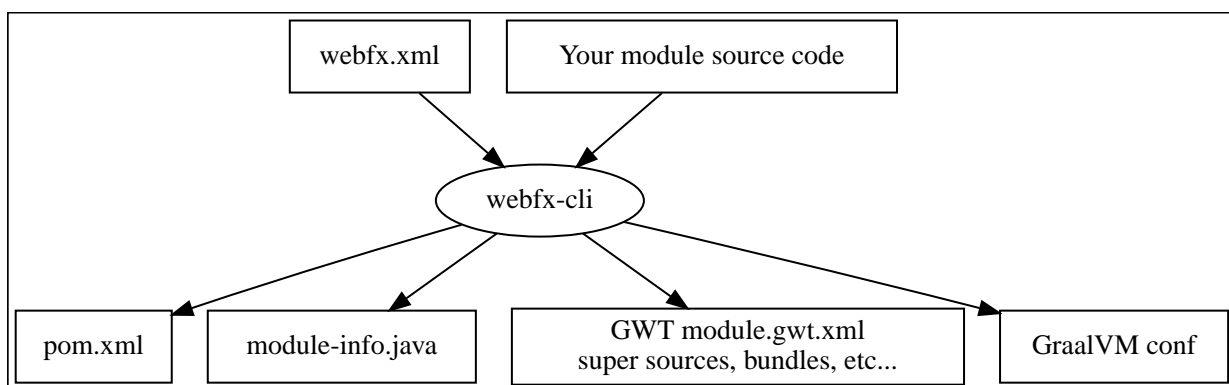 webfx.xml
Your module source code
webfx-cli
pom.xml
module-info.java
GWT module.gwt.xml
super sources, bundles, etc...
GraalVM conf